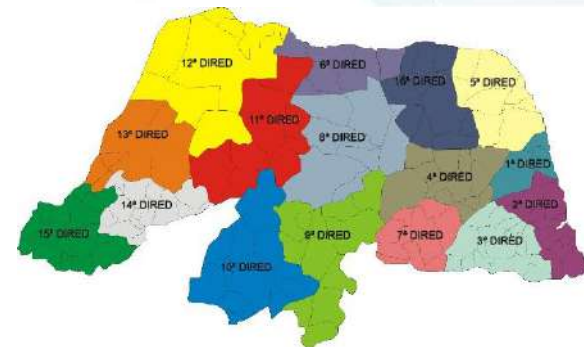 12ª DIRED
6ª DIRED
16ª DIRED
5ª DIRED
11ª DIRED
8ª DIRED
13ª DIRED
1ª DIRED
4ª DIRED
14ª DIRED
2ª DIRED
15ª DIRED
9ª DIRED
7ª DIRED
3ª DIRED
10ª DIRED